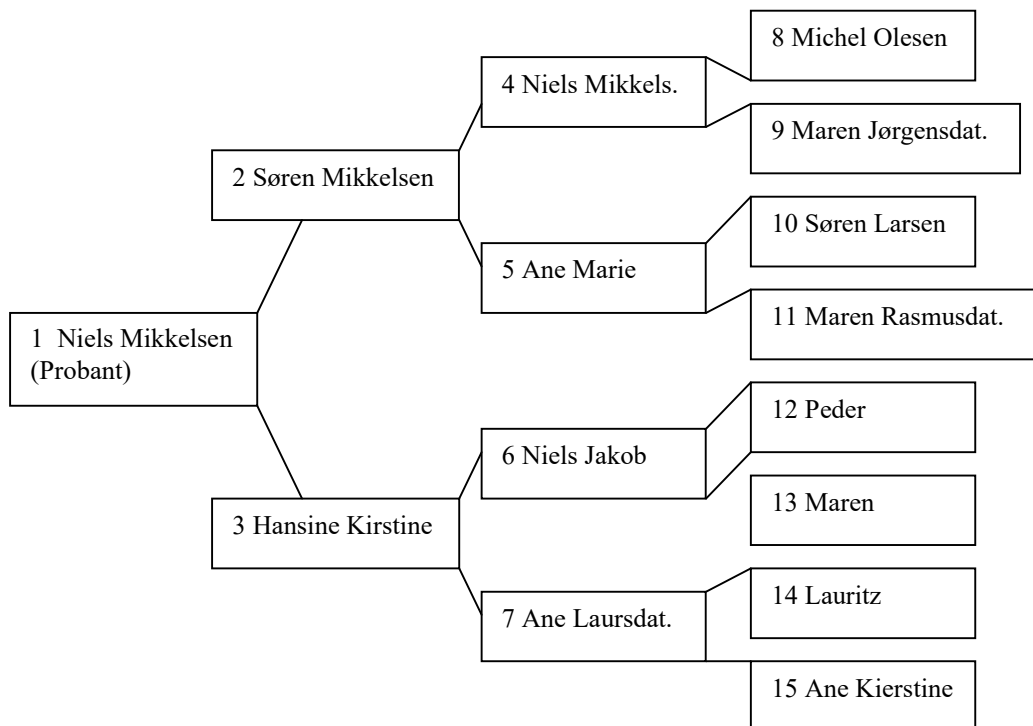 8 Michel Olesen
4 Niels Mikkels.
9 Maren Jørgensdat.
2 Søren Mikkelsen
10 Søren Larsen
5 Ane Marie
11 Maren Rasmusdat.
1 Niels Mikkelsen
(Probant)
12 Peder
6 Niels Jakob
13 Maren
3 Hansine Kirstine
14 Lauritz
7 Ane Laursdat.
15 Ane Kierstine